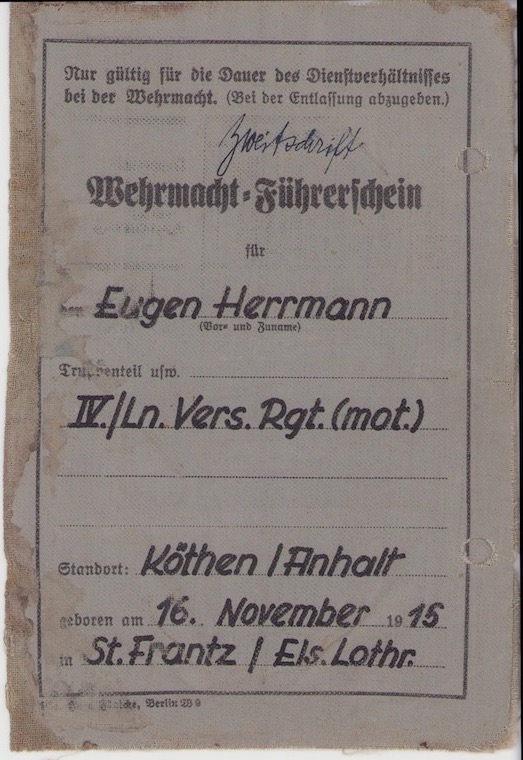 Nur gültig für die Dauer des Dienstverhältnisses
bei der Wehrmacht. (Bei der Entlassung abzugeben.)
Zweitschrift
Wehrmacht-Führerschein
für
Eugen Herrmann
(Vor- und Zuname)
Truppenteil usw.
IV./Ln. Vers. Rgt. (mot.)
Standort: Köthen / Anhalt
geboren am 16. November 1915
in St. Frantz / Els. Lothr.
Berlin W 9